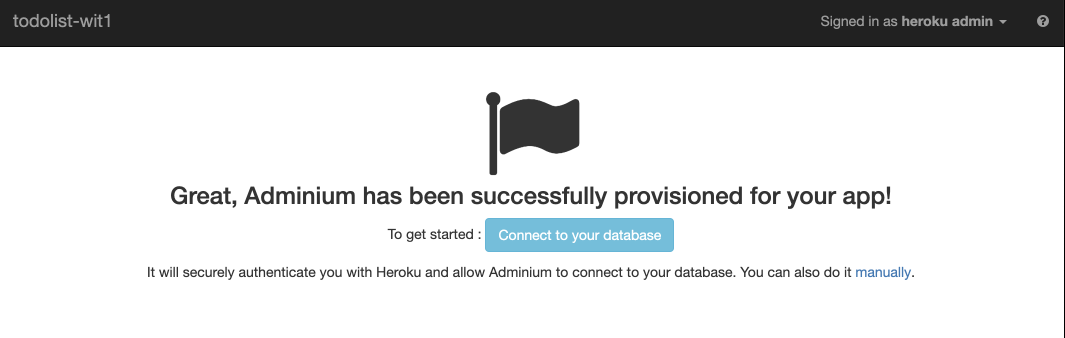 todolist-wit1
Signed in as heroku admin
Great, Adminium has been successfully provisioned for your app!
To get started : Connect to your database
It will securely authenticate you with Heroku and allow Adminium to connect to your database. You can also do it manually.